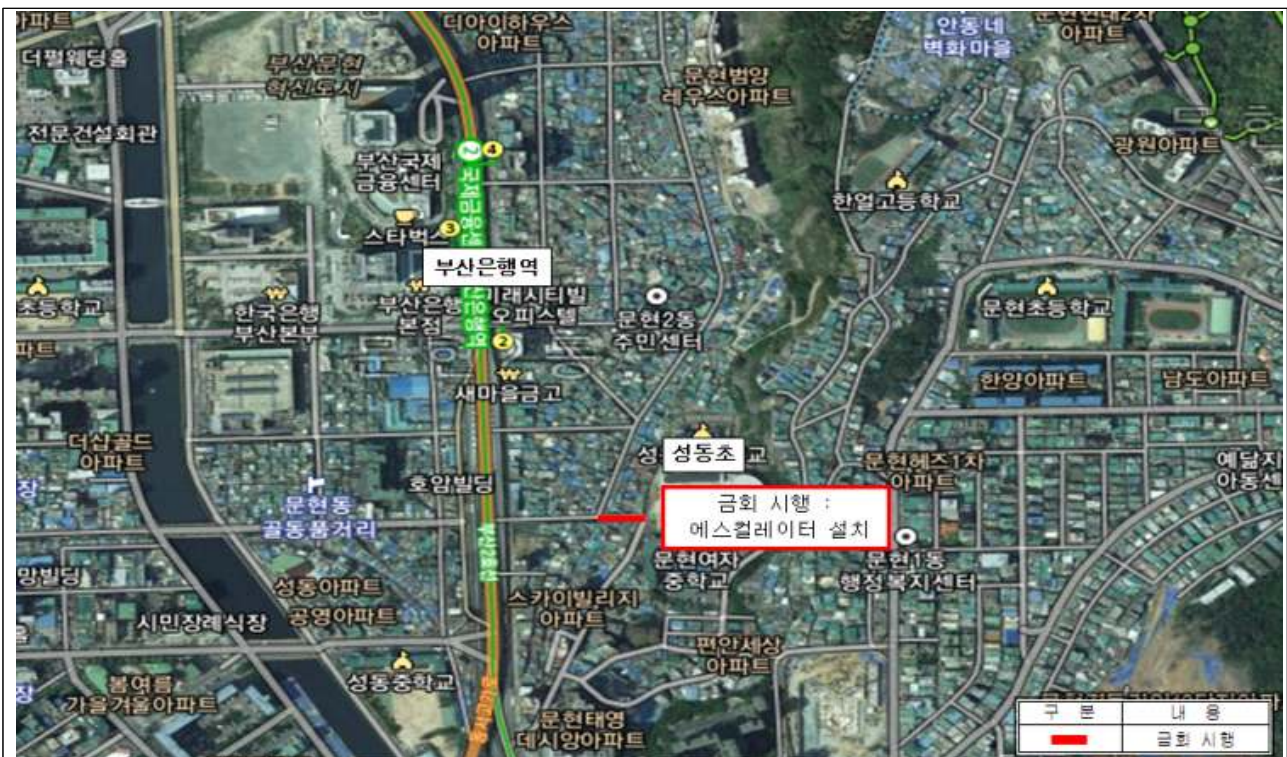 디아이하우스
아파트
안동네
벽화마을
아파트
더펄웨딩홀
부산문현
혁신도시
문현범양
레우스아파트
전문건설회관
광원아파트
부산국제
금융센터
2
4
한얼고등학교
스타벅스
3
부산은행역
초등학교
한국은행
부산본부
부산은행
본점
오피스텔
2
문현2동
주민센터
문현초등학교
새마을금고
한양아파트
남도아파트
더삽골드
아파트
성동초
문현헤즈1차
아파트
호암빌딩
문현동
골동품거리
금회 시행 :
에스컬레이터 설치
문현여자
중학교
문현1동
행정복지센터
망빌딩
성동아파트
공영아파트
시민장례식장
스카이빌리지
아파트
편안세상
아파트
성동중학교
봄여름
가을겨울아파트
문현태영
데시앙아파트
구 분
내 용
금회 시행